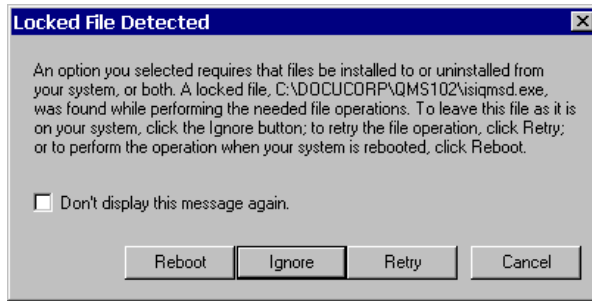 Locked File Detected
An option you selected requires that files be installed to or uninstalled from
your system, or both. A locked file, C:\DOCUCORP\QMS102\isiqmsd.exe,
was found while performing the needed file operations. To leave this file as it is
on your system, click the Ignore button; to retry the file operation, click Retry;
or to perform the operation when your system is rebooted, click Reboot.
Don't display this message again.
Reboot Ignore Retry Cancel